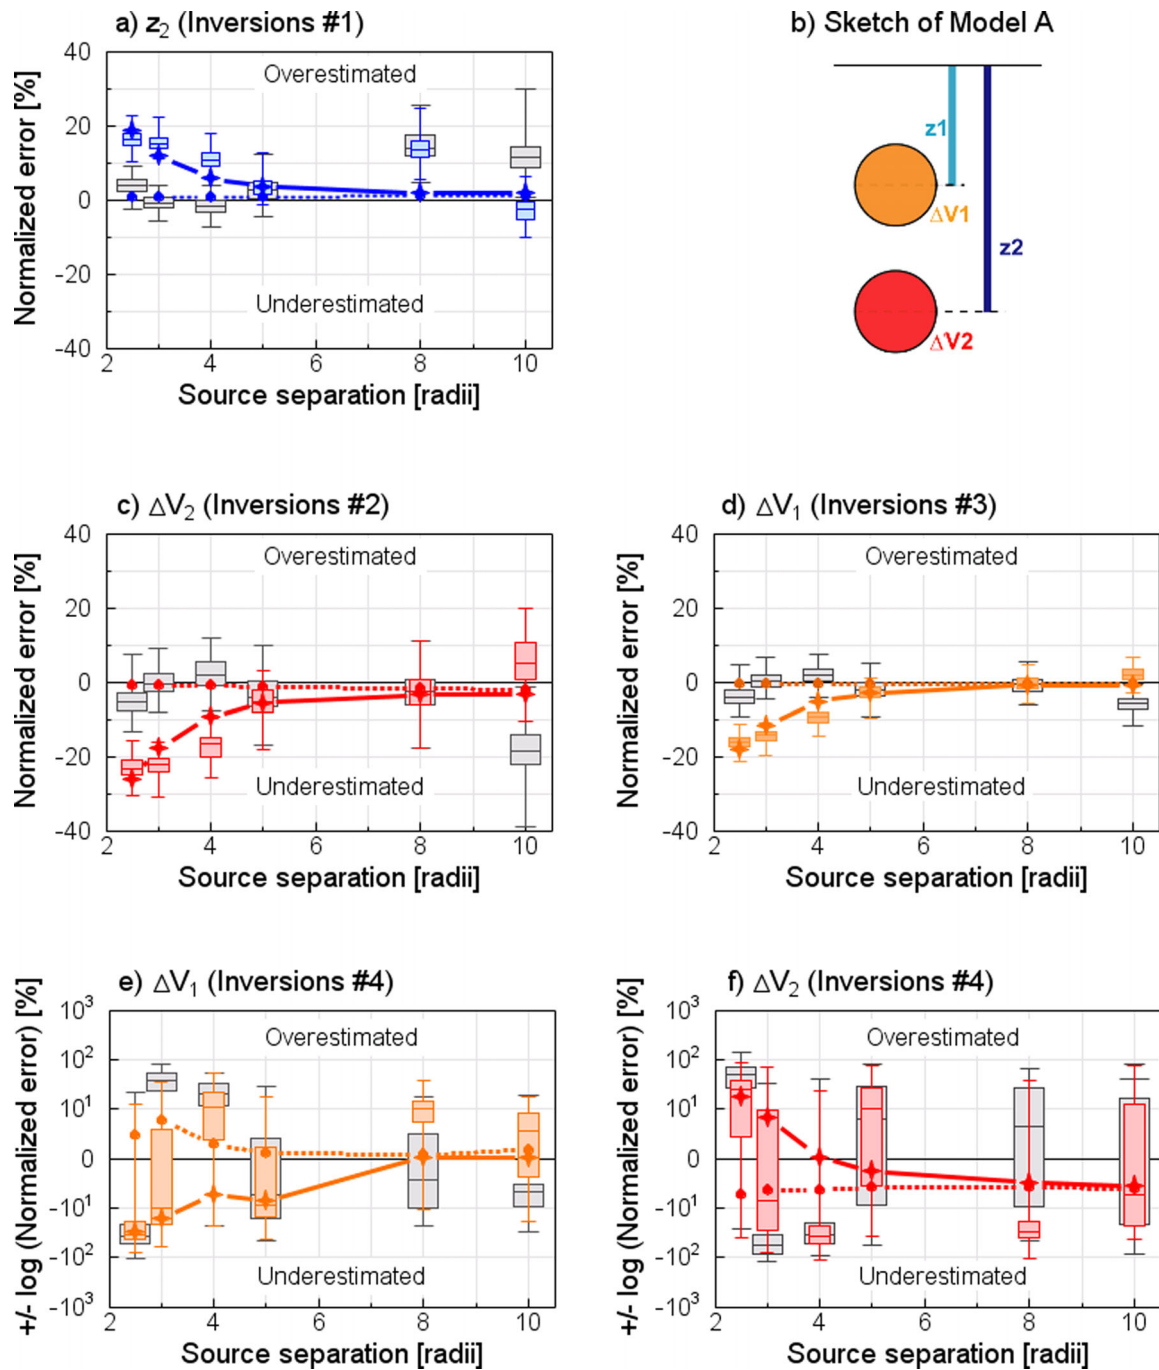 a) z₂ (Inversions #1)
b) Sketch of Model A
Normalized error [%]
40
20
0
-20
-40
Overestimated
Underestimated
2 4 6 8 10
Source separation [radii]
z1
ΔV1
z2
ΔV2
c) ΔV₂ (Inversions #2)
Normalized error [%]
40
20
0
-20
-40
Overestimated
Underestimated
2 4 6 8 10
Source separation [radii]
d) ΔV₁ (Inversions #3)
Normalized error [%]
40
20
0
-20
-40
Overestimated
Underestimated
2 4 6 8 10
Source separation [radii]
e) ΔV₁ (Inversions #4)
+/- log (Normalized error) [%]
10³
10²
10¹
0
-10¹
-10²
-10³
Overestimated
Underestimated
2 4 6 8 10
Source separation [radii]
f) ΔV₂ (Inversions #4)
+/- log (Normalized error) [%]
10³
10²
10¹
0
-10¹
-10²
-10³
Overestimated
Underestimated
2 4 6 8 10
Source separation [radii]